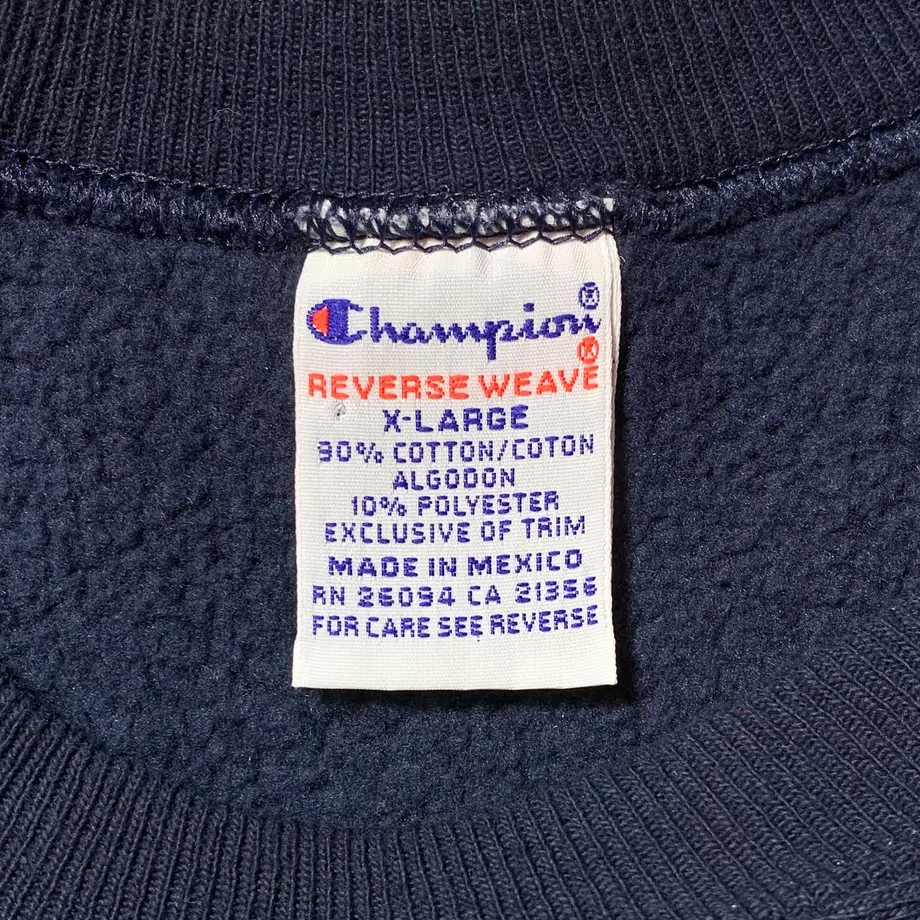 Champion®
REVERSE WEAVE®
X-LARGE
90% COTTON/COTON
ALGODON
10% POLYESTER
EXCLUSIVE OF TRIM
MADE IN MEXICO
RN 26094 CA 21356
FOR CARE SEE REVERSE